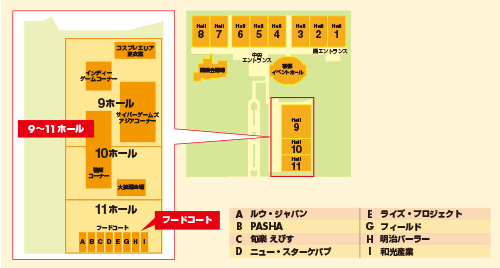 コスプレエリア
更衣室
インディー
ゲームコーナー
9ホール
サイバーゲームズ
アジアコーナー
9〜11ホール
10ホール
物販
コーナー
大抽選会場
11ホール
フードコート
フードコート
A B C D E G H I
Hall 8
Hall 7
Hall 6
Hall 5
Hall 4
Hall 3
Hall 2
Hall 1
中央
エントランス
南エントランス
国際会議場
幕張
イベントホール
Hall 9
Hall 10
Hall 11
A ルウ・ジャパン
B PASHA
C 旬楽 えびす
D ニュー・スターケバブ
E ライズ・プロジェクト
G フィールド
H 明治パーラー
I 和光産業